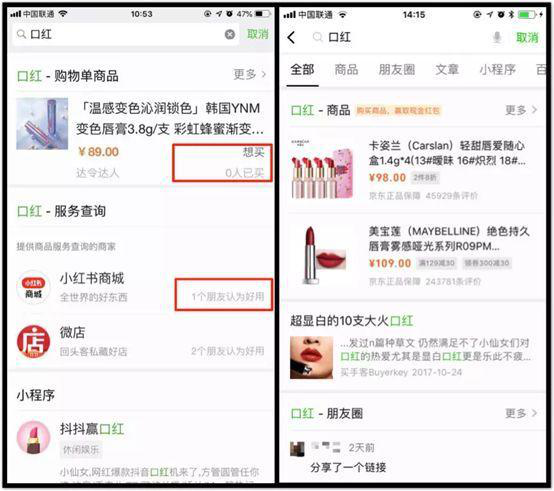 中国联通
10:53
口红
取消
口红 - 购物单商品
更多
「温感变色沁润锁色」韩国YNM
变色唇膏3.8g/支 彩虹蜂蜜渐变...
¥89.00
想买
达令达人
0人已买
口红 - 服务查询
提供商品服务查询的商家
小红书
商城
小红书商城
全世界的好东西
1个朋友认为好用
店
微店
回头客私藏好店
2个朋友认为好用
小程序
抖抖赢口红
休闲娱乐
小仙女,网红爆款抖音口红机来了,方管圆管任你
中国联通
14:15
口红
取消
全部
商品
朋友圈
文章
小程序
百
口红 - 商品
购买商品,赢取现金红包
更多
卡姿兰（Carslan）轻甜唇爱随心
盒1.4g*4(13#暧昧 16#炽烈 18#...
¥98.00
2件8折
京东正品保障
45929条评价
美宝莲（MAYBELLINE）绝色持久
唇膏雾感哑光系列R09PM...
¥109.00
满129减30
领券300减30
京东正品保障
243781条评价
超显白的10支大火口红
...发过n篇种草文 仍然满足不了小仙女们对
口红的热爱尤其是显白口红更是乐此不疲...
买手客Buyerkey
2017-10-24
口红 - 朋友圈
更多
2天前
分享了一个链接